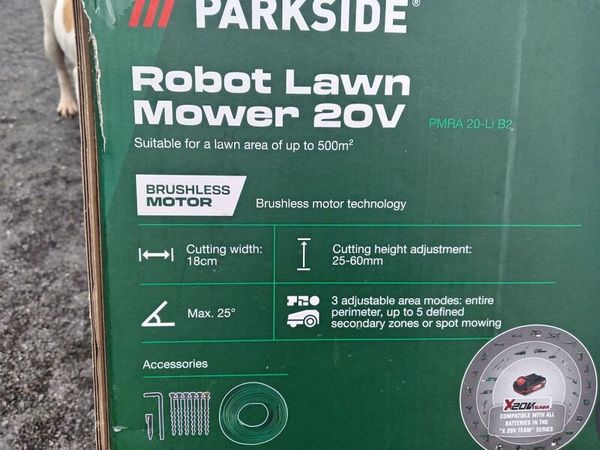 PARKSIDE®
Robot Lawn
Mower 20V
PMRA 20-Li B2
Suitable for a lawn area of up to 500m²
BRUSHLESS
MOTOR
Brushless motor technology
Cutting width:
18cm
Cutting height adjustment:
25-60mm
Max. 25°
3 adjustable area modes: entire
perimeter, up to 5 defined
secondary zones or spot mowing
Accessories
X20VTEAM
COMPATIBLE WITH ALL
BATTERIES IN THE
"X 20V TEAM" SERIES